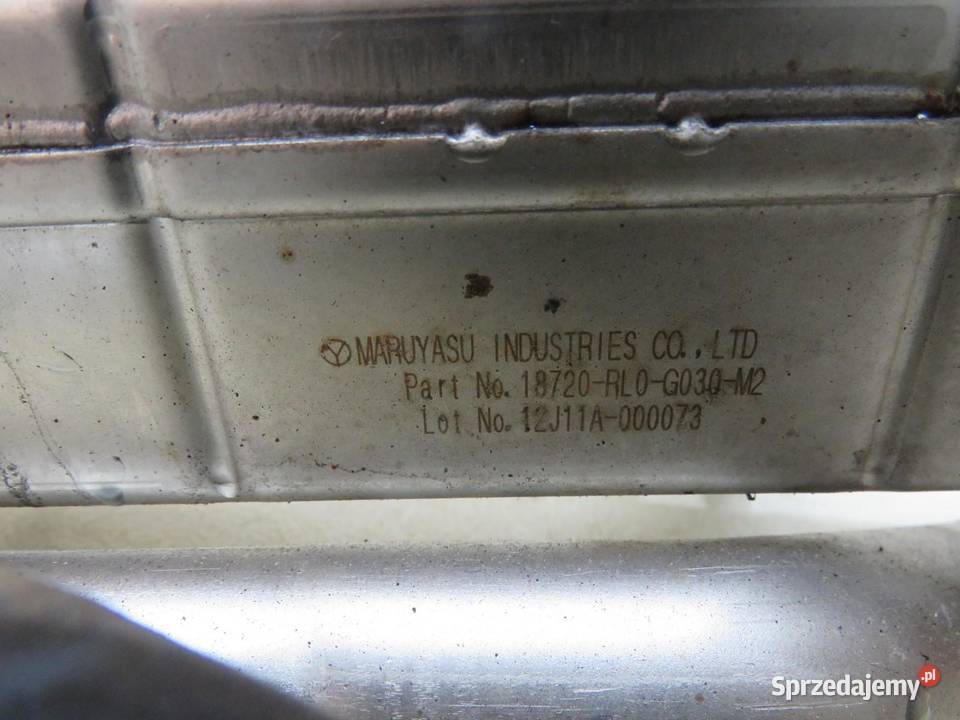 MARUYASU INDUSTRIES CO.,LTD
Part No. 18720-RL0-G030-M2
Lot No. 12J11A-000073
Sprzedajemy.pl